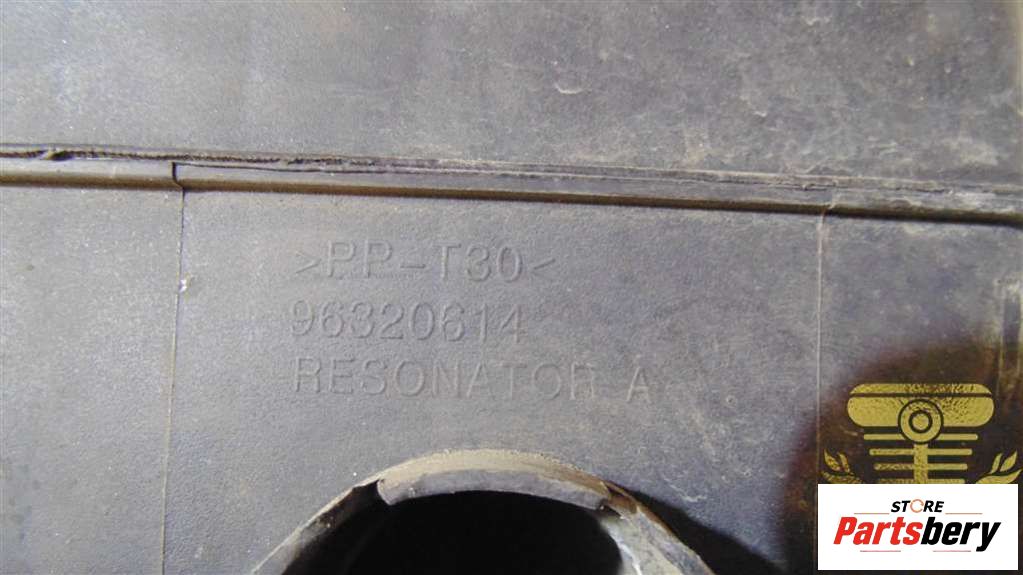 >PP-T30<
96320614
RESONATOR A
STORE
Partsbery